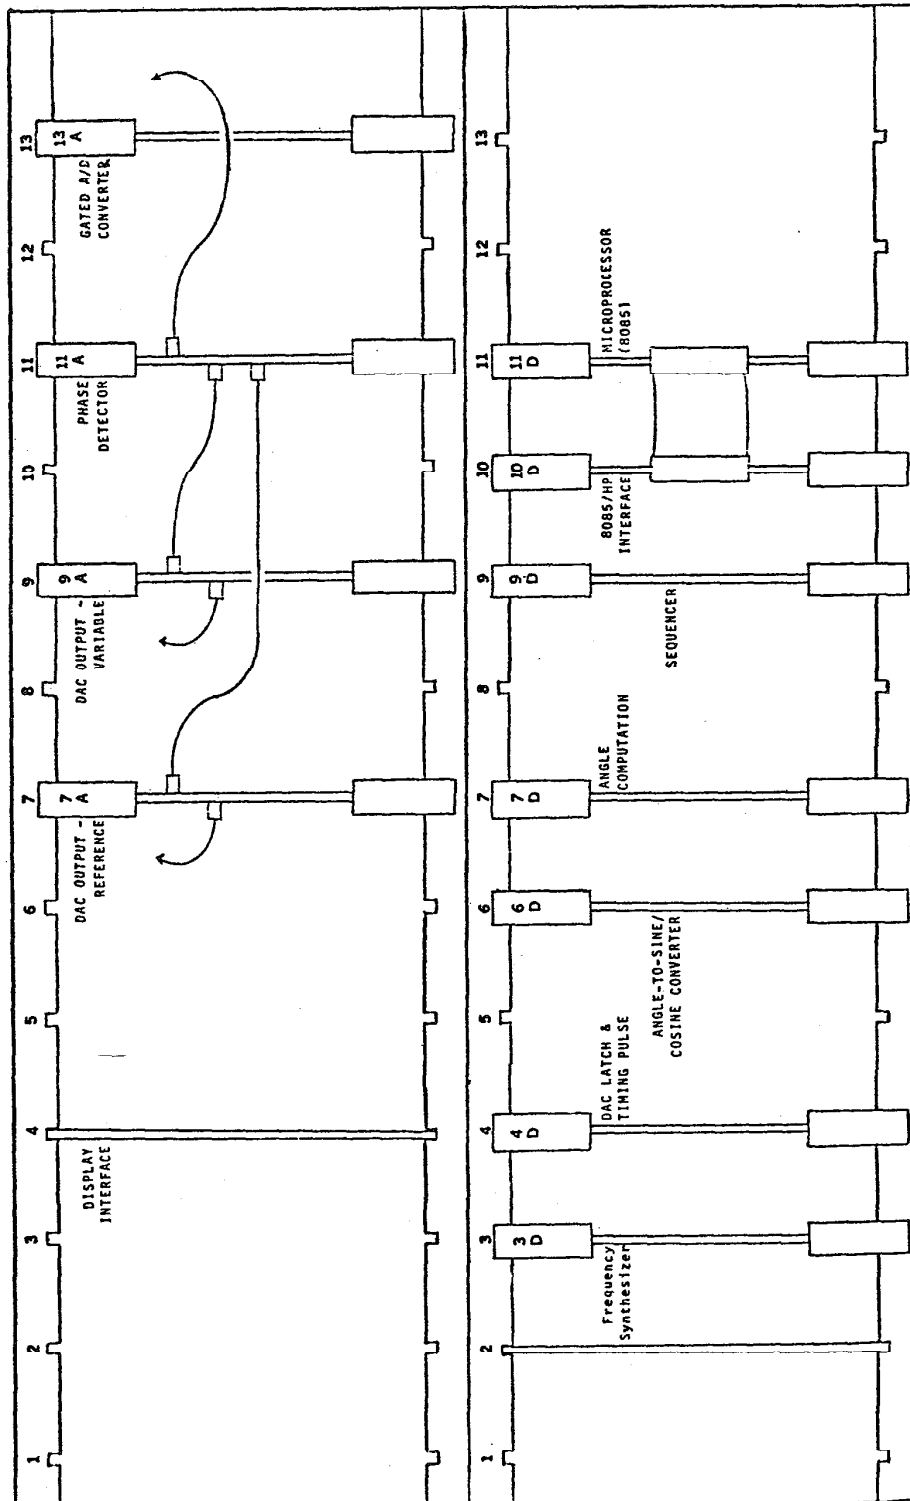 1
2
3
4
5
6
7
8
9
10
11
12
13
DISPLAY
INTERFACE
7
A
DAC OUTPUT -
REFERENCE
9
A
DAC OUTPUT -
VARIABLE
11
A
PHASE
DETECTOR
13
A
GATED A/D
CONVERTER
1
2
3
4
5
6
7
8
9
10
11
12
13
3
D
Frequency
Synthesizer
4
D
DAC LATCH &
TIMING PULSE
6
D
ANGLE-TO-SINE/
COSINE CONVERTER
7
D
ANGLE
COMPUTATION
9
D
SEQUENCER
10
D
8085/HP
INTERFACE
11
D
MICROPROCESSOR
(8085)